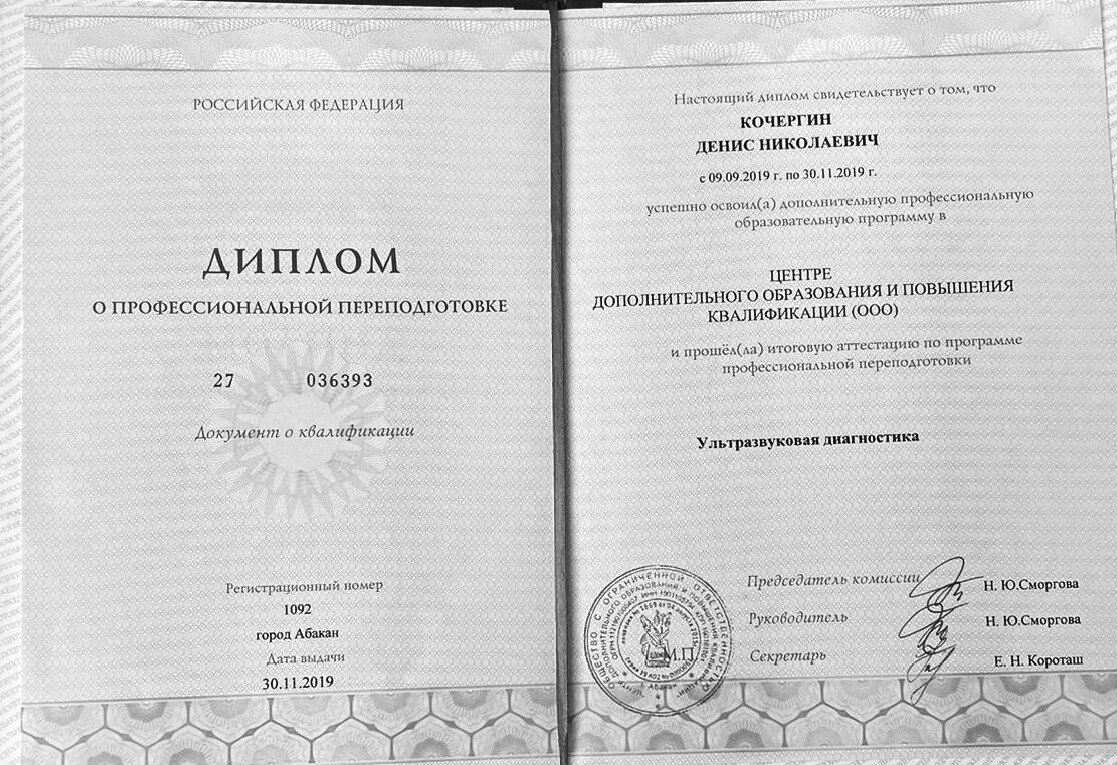 РОССИЙСКАЯ ФЕДЕРАЦИЯ
ДИПЛОМ
О ПРОФЕССИОНАЛЬНОЙ ПЕРЕПОДГОТОВКЕ
27 036393
Документ о квалификации
Регистрационный номер
1092
город Абакан
Дата выдачи
30.11.2019
Настоящий диплом свидетельствует о том, что
КОЧЕРГИН
ДЕНИС НИКОЛАЕВИЧ
с 09.09.2019 г. по 30.11.2019 г.
успешно освоил(а) дополнительную профессиональную
образовательную программу в
ЦЕНТРЕ
ДОПОЛНИТЕЛЬНОГО ОБРАЗОВАНИЯ И ПОВЫШЕНИЯ
КВАЛИФИКАЦИИ (ООО)
и прошёл(ла) итоговую аттестацию по программе
профессиональной переподготовки
Ультразвуковая диагностика
Председатель комиссии Н. Ю.Сморгова
Руководитель Н. Ю.Сморгова
Секретарь Е. Н. Короташ
М.П.
ОБЩЕСТВО С ОГРАНИЧЕННОЙ ОТВЕТСТВЕННОСТЬЮ